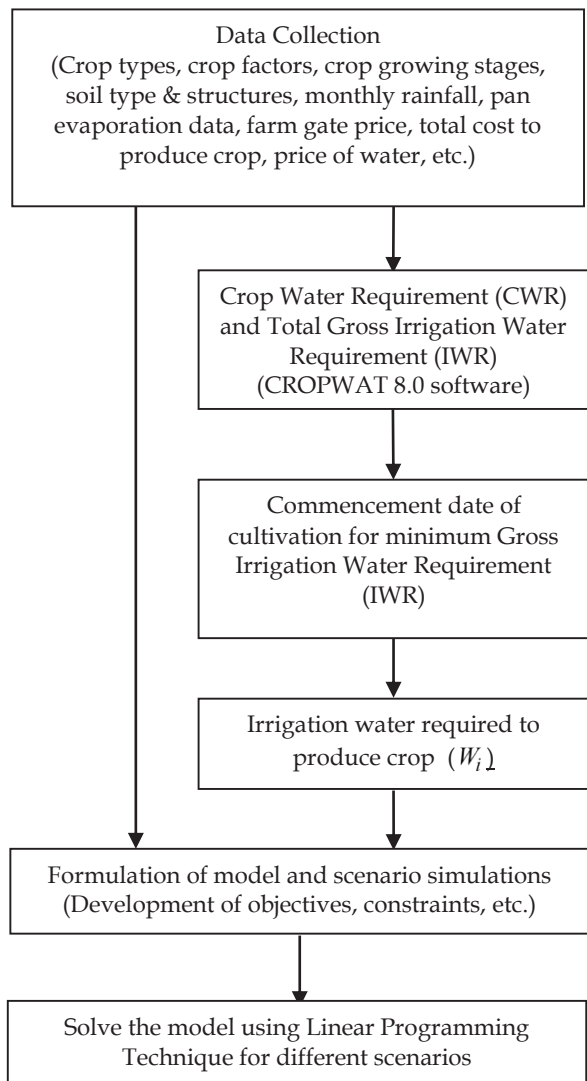 Data Collection
(Crop types, crop factors, crop growing stages,
soil type & structures, monthly rainfall, pan
evaporation data, farm gate price, total cost to
produce crop, price of water, etc.)
Crop Water Requirement (CWR)
and Total Gross Irrigation Water
Requirement (IWR)
(CROPWAT 8.0 software)
Commencement date of
cultivation for minimum Gross
Irrigation Water Requirement
(IWR)
Irrigation water required to
produce crop (W_i)
Formulation of model and scenario simulations
(Development of objectives, constraints, etc.)
Solve the model using Linear Programming
Technique for different scenarios